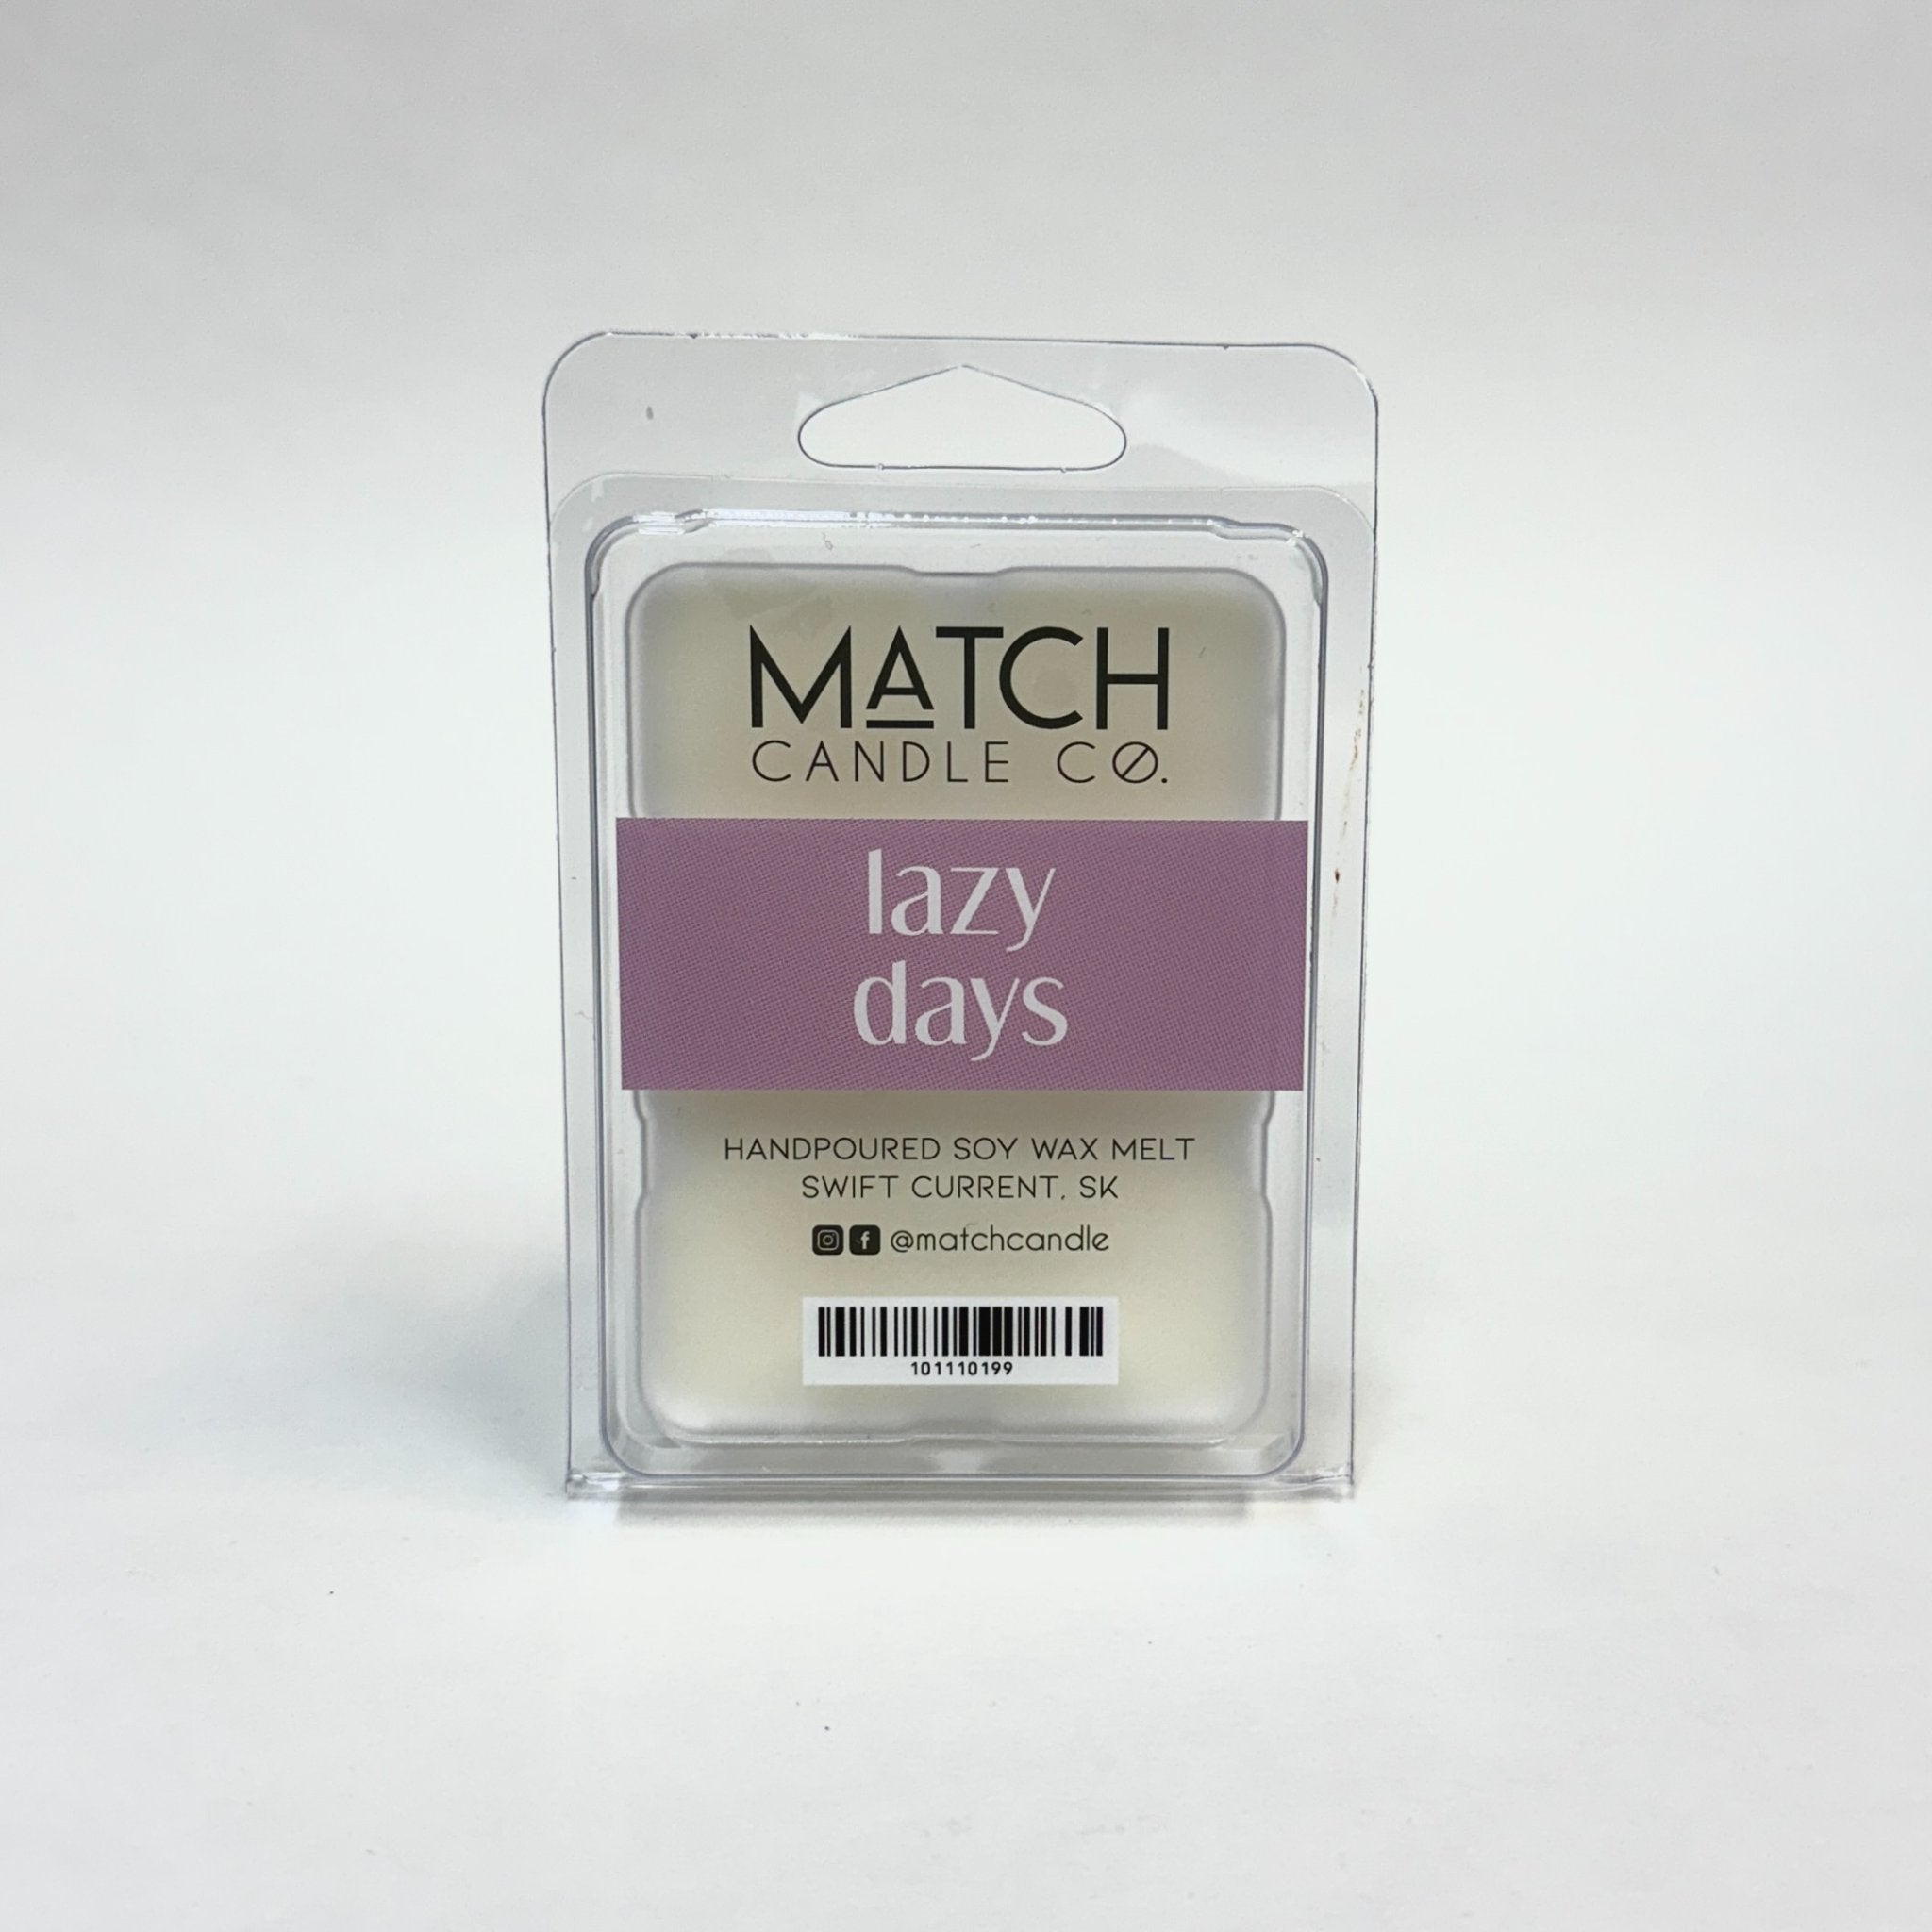 MATCH
CANDLE CO.
lazy
days
HANDPOURED SOY WAX MELT
SWIFT CURRENT, SK
@matchcandle
101110199